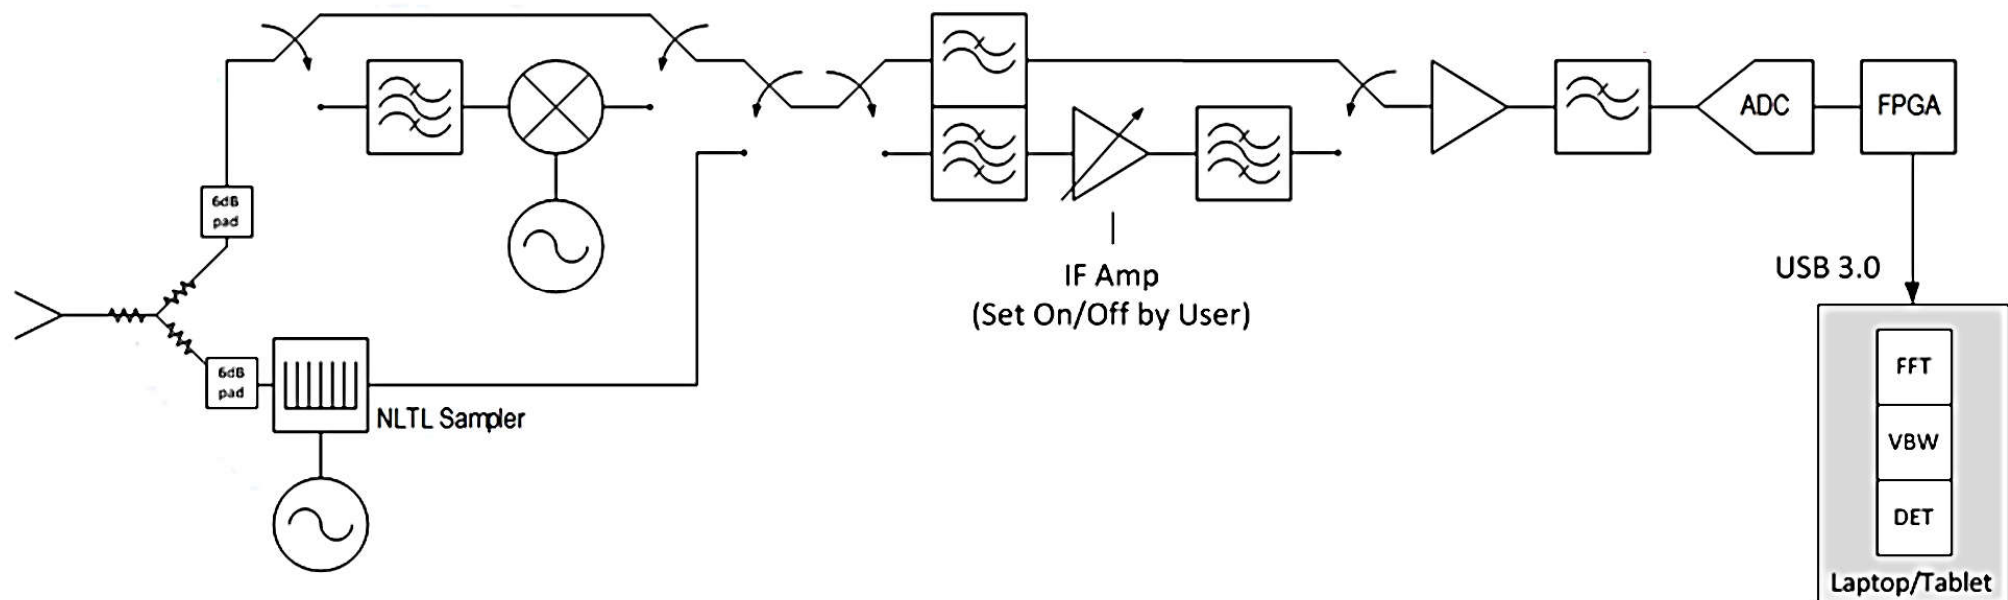 6dB
pad
6dB
pad
NLTL Sampler
IF Amp
(Set On/Off by User)
ADC
FPGA
USB 3.0
FFT
VBW
DET
Laptop/Tablet